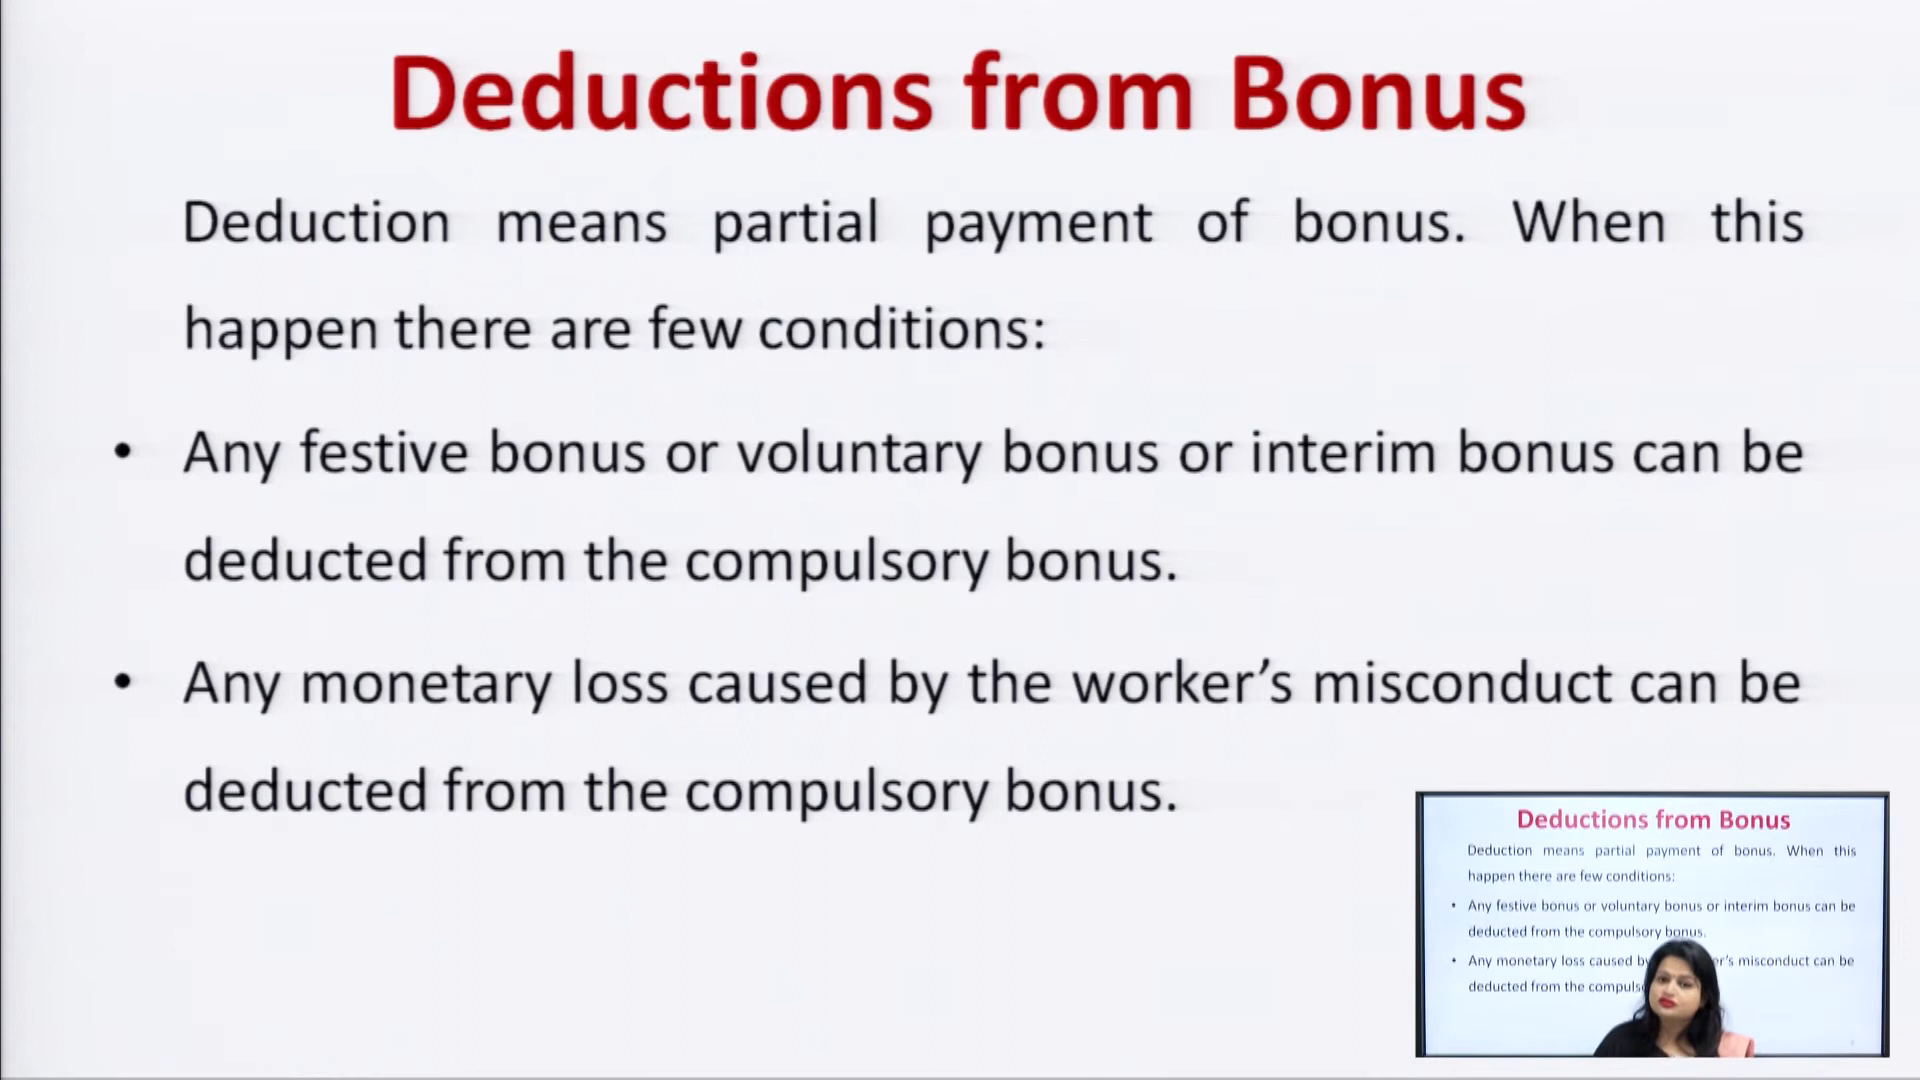 Deductions from Bonus
Deduction means partial payment of bonus. When this
happen there are few conditions:
• Any festive bonus or voluntary bonus or interim bonus can be
deducted from the compulsory bonus.
• Any monetary loss caused by the worker’s misconduct can be
deducted from the compulsory bonus.
Deductions from Bonus
Deduction means partial payment of bonus. When this
happen there are few conditions:
• Any festive bonus or voluntary bonus or interim bonus can be
deducted from the compulsory bonus.
• Any monetary loss caused by misconduct can be
deducted from the